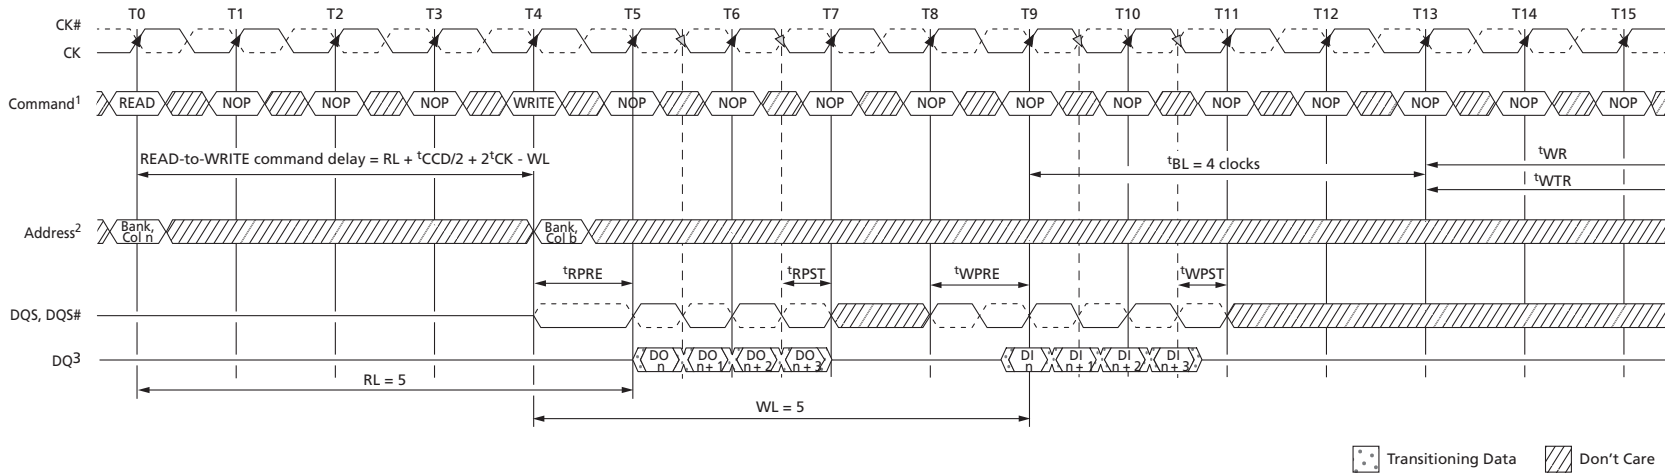 T0 T1 T2 T3 T4 T5 T6 T7 T8 T9 T10 T11 T12 T13 T14 T15
CK#
CK
Command1 READ NOP NOP NOP WRITE NOP NOP NOP NOP NOP NOP NOP NOP NOP NOP NOP
READ-to-WRITE command delay = RL + tCCD/2 + 2tCK - WL
tBL = 4 clocks
tWR
tWTR
Address2
Bank,
Col n
Bank,
Col b
tRPRE tRPST tWPRE tWPST
DQS, DQS#
DQ3
DO
n
DO
n + 1
DO
n + 2
DO
n + 3
DI
n
DI
n + 1
DI
n + 2
DI
n + 3
RL = 5
WL = 5
Transitioning Data
Don't Care